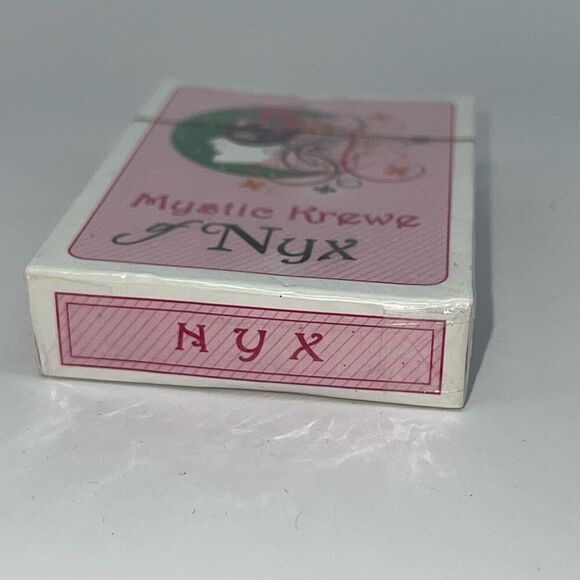 Mystic Krewe
of Nyx
NYX